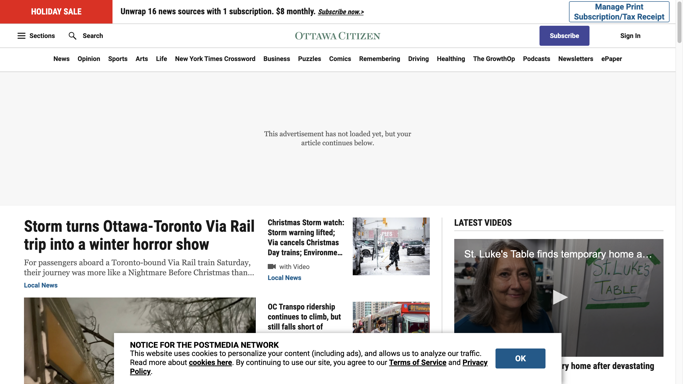 HOLIDAY SALE
Unwrap 16 news sources with 1 subscription. $8 monthly. Subscribe now.>
Manage Print
Subscription/Tax Receipt
Sections
Search
OTTAWA CITIZEN
Subscribe
Sign In
News Opinion Sports Arts Life New York Times Crossword Business Puzzles Comics Remembering Driving Healthing The GrowthOp Podcasts Newsletters ePaper
This advertisement has not loaded yet, but your
article continues below.
Storm turns Ottawa-Toronto Via Rail
trip into a winter horror show
For passengers aboard a Toronto-bound Via Rail train Saturday,
their journey was more like a Nightmare Before Christmas than...
Local News
Christmas Storm watch:
Storm warning lifted;
Via cancels Christmas
Day trains; Environme...
with Video
Local News
OC Transpo ridership
continues to climb, but
still falls short of
LATEST VIDEOS
St. Luke's Table finds temporary home a...
ST. LUKE'S
TABLE
ry home after devastating
NOTICE FOR THE POSTMEDIA NETWORK
This website uses cookies to personalize your content (including ads), and allows us to analyze our traffic.
Read more about cookies here. By continuing to use our site, you agree to our Terms of Service and Privacy
Policy.
OK